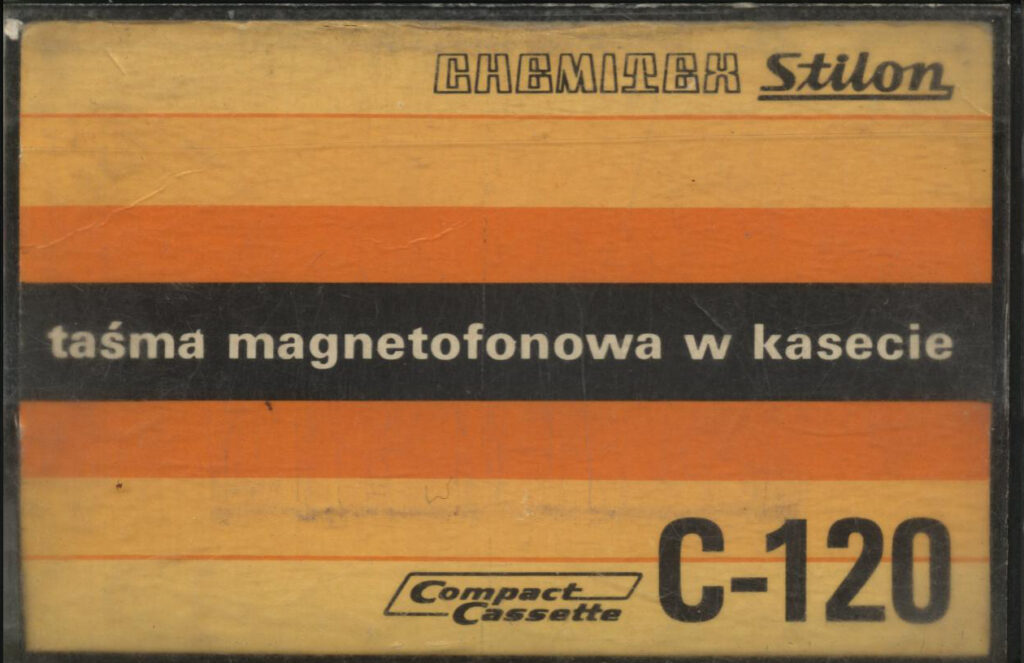 CHEMITEX Stilon
taśma magnetofonowa w kasecie
C-120
Compact
Cassette